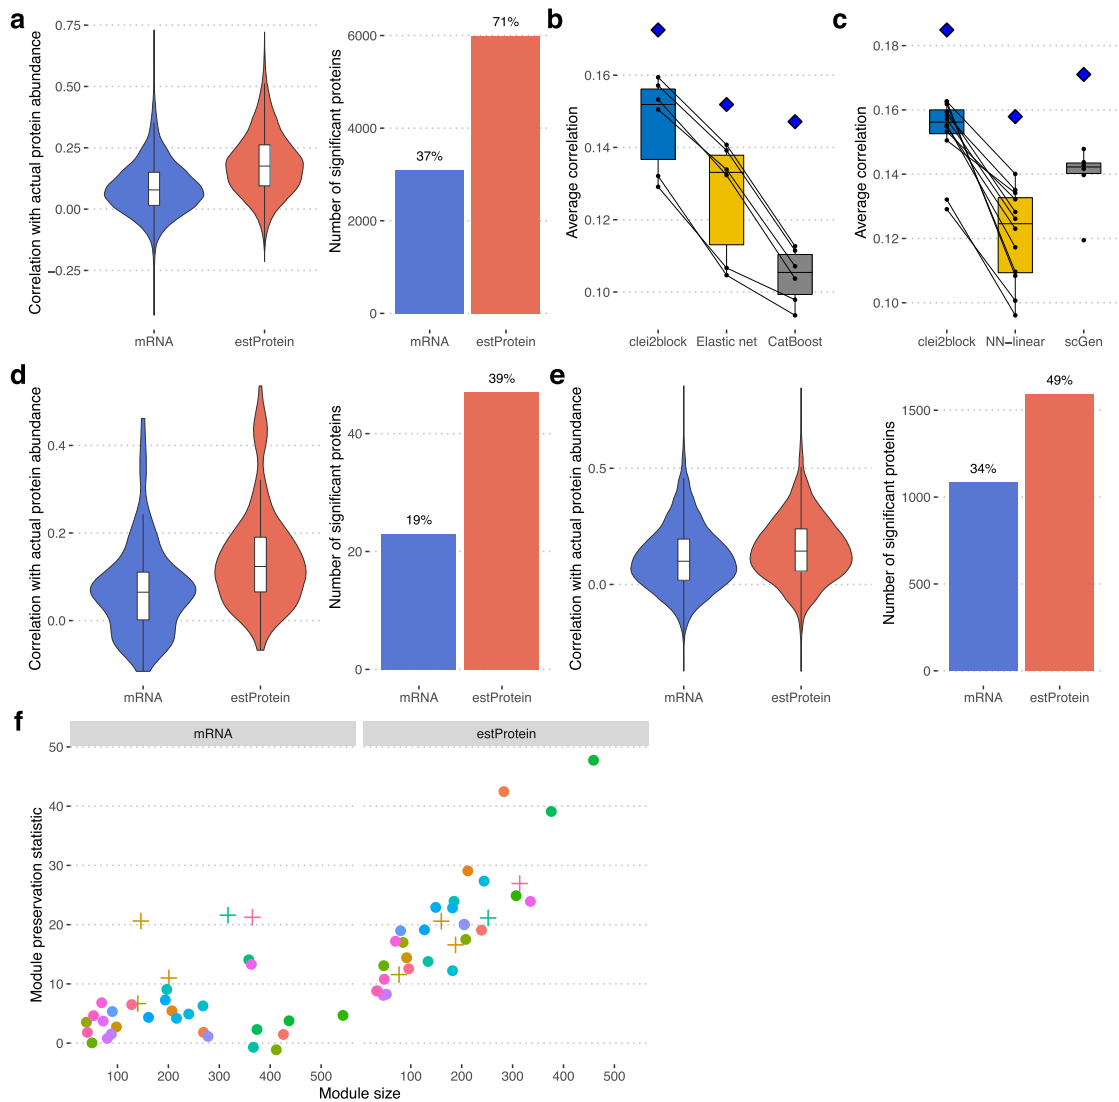 a
Correlation with actual protein abundance
0.75
0.50
0.25
0.00
−0.25
mRNA
estProtein
Number of significant proteins
6000
4000
2000
0
37%
71%
mRNA
estProtein
b
Average correlation
0.16
0.14
0.12
0.10
clei2block
Elastic net
CatBoost
c
Average correlation
0.18
0.16
0.14
0.12
0.10
clei2block
NN−linear
scGen
d
Correlation with actual protein abundance
0.4
0.2
0.0
mRNA
estProtein
Number of significant proteins
40
20
0
19%
39%
mRNA
estProtein
e
Correlation with actual protein abundance
0.5
0.0
mRNA
estProtein
Number of significant proteins
1500
1000
500
0
34%
49%
mRNA
estProtein
f
mRNA
estProtein
Module preservation statistic
50
40
30
20
10
0
100 200 300 400 500
100 200 300 400 500
Module size